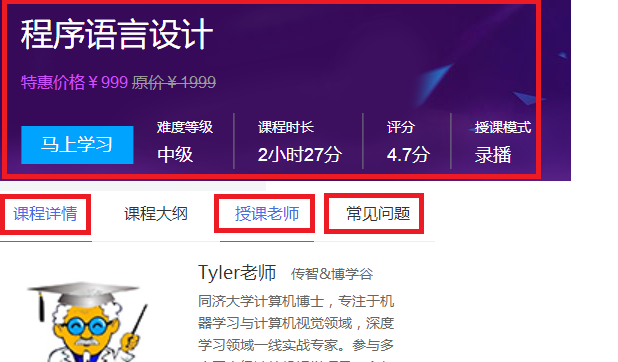 程序语言设计
特惠价格￥999 原价￥1999
马上学习
难度等级 课程时长 评分 授课模式
中级 2小时27分 4.7分 录播
课程详情 课程大纲 授课老师 常见问题
Tyler老师 传智&博学谷
同济大学计算机博士，专注于机
器学习与计算机视觉领域，深度
学习领域一线实战专家。参与多